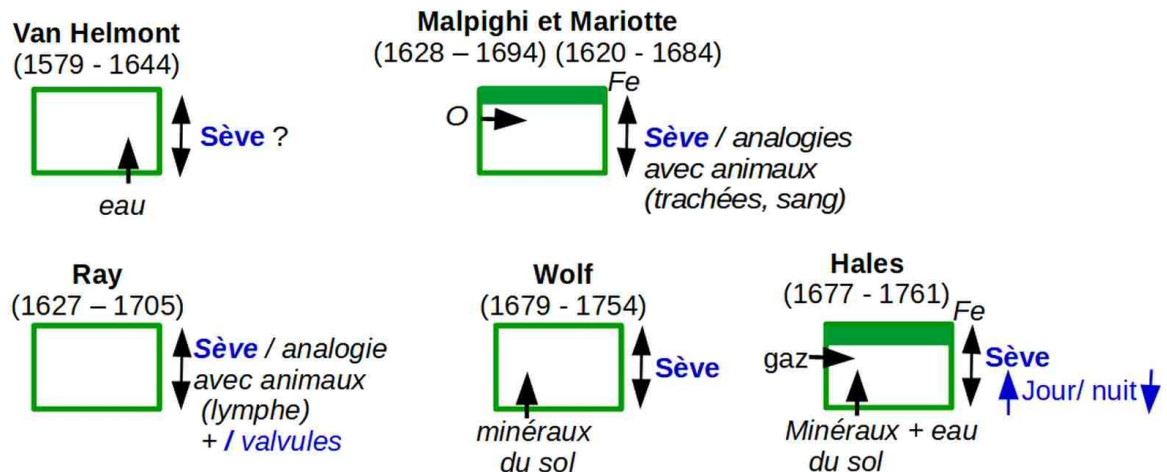 Van Helmont
(1579 - 1644)
Sève ?
eau
Malpighi et Mariotte
(1628 – 1694) (1620 - 1684)
Fe
O
Sève / analogies
avec animaux
(trachées, sang)
Ray
(1627 – 1705)
Sève / analogie
avec animaux
(lymphe)
+ / valvules
Wolf
(1679 - 1754)
Sève
minéraux
du sol
Hales
(1677 - 1761)
Fe
gaz
Sève
Jour/ nuit
Minéraux + eau
du sol